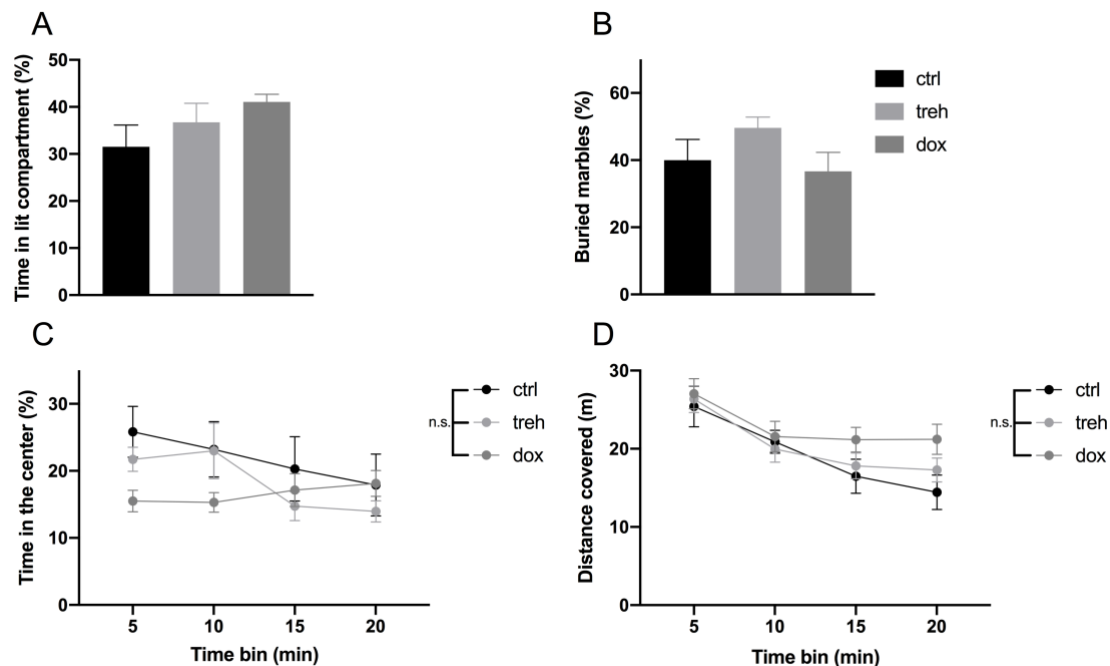 A
Time in lit compartment (%)
50
40
30
20
10
0
B
Buried marbles (%)
60
40
20
0
ctrl
treh
dox
C
Time in the center (%)
30
20
10
0
5 10 15 20
Time bin (min)
n.s.
ctrl
treh
dox
D
Distance covered (m)
30
20
10
0
5 10 15 20
Time bin (min)
n.s.
ctrl
treh
dox